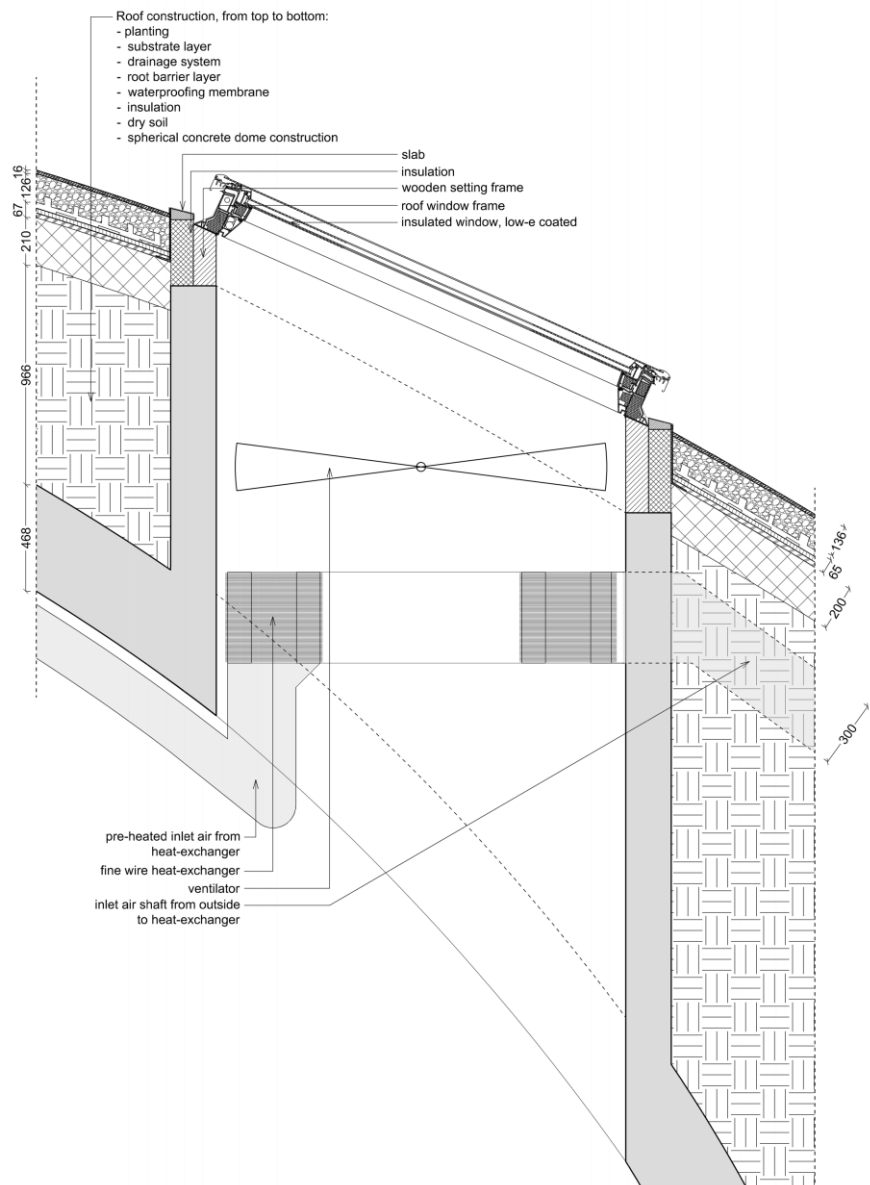 Roof construction, from top to bottom:
- planting
- substrate layer
- drainage system
- root barrier layer
- waterproofing membrane
- insulation
- dry soil
- spherical concrete dome construction
slab
insulation
wooden setting frame
roof window frame
insulated window, low-e coated
16
126
67
210
966
468
136
65
200
300
pre-heated inlet air from
heat-exchanger
fine wire heat-exchanger
ventilator
inlet air shaft from outside
to heat-exchanger